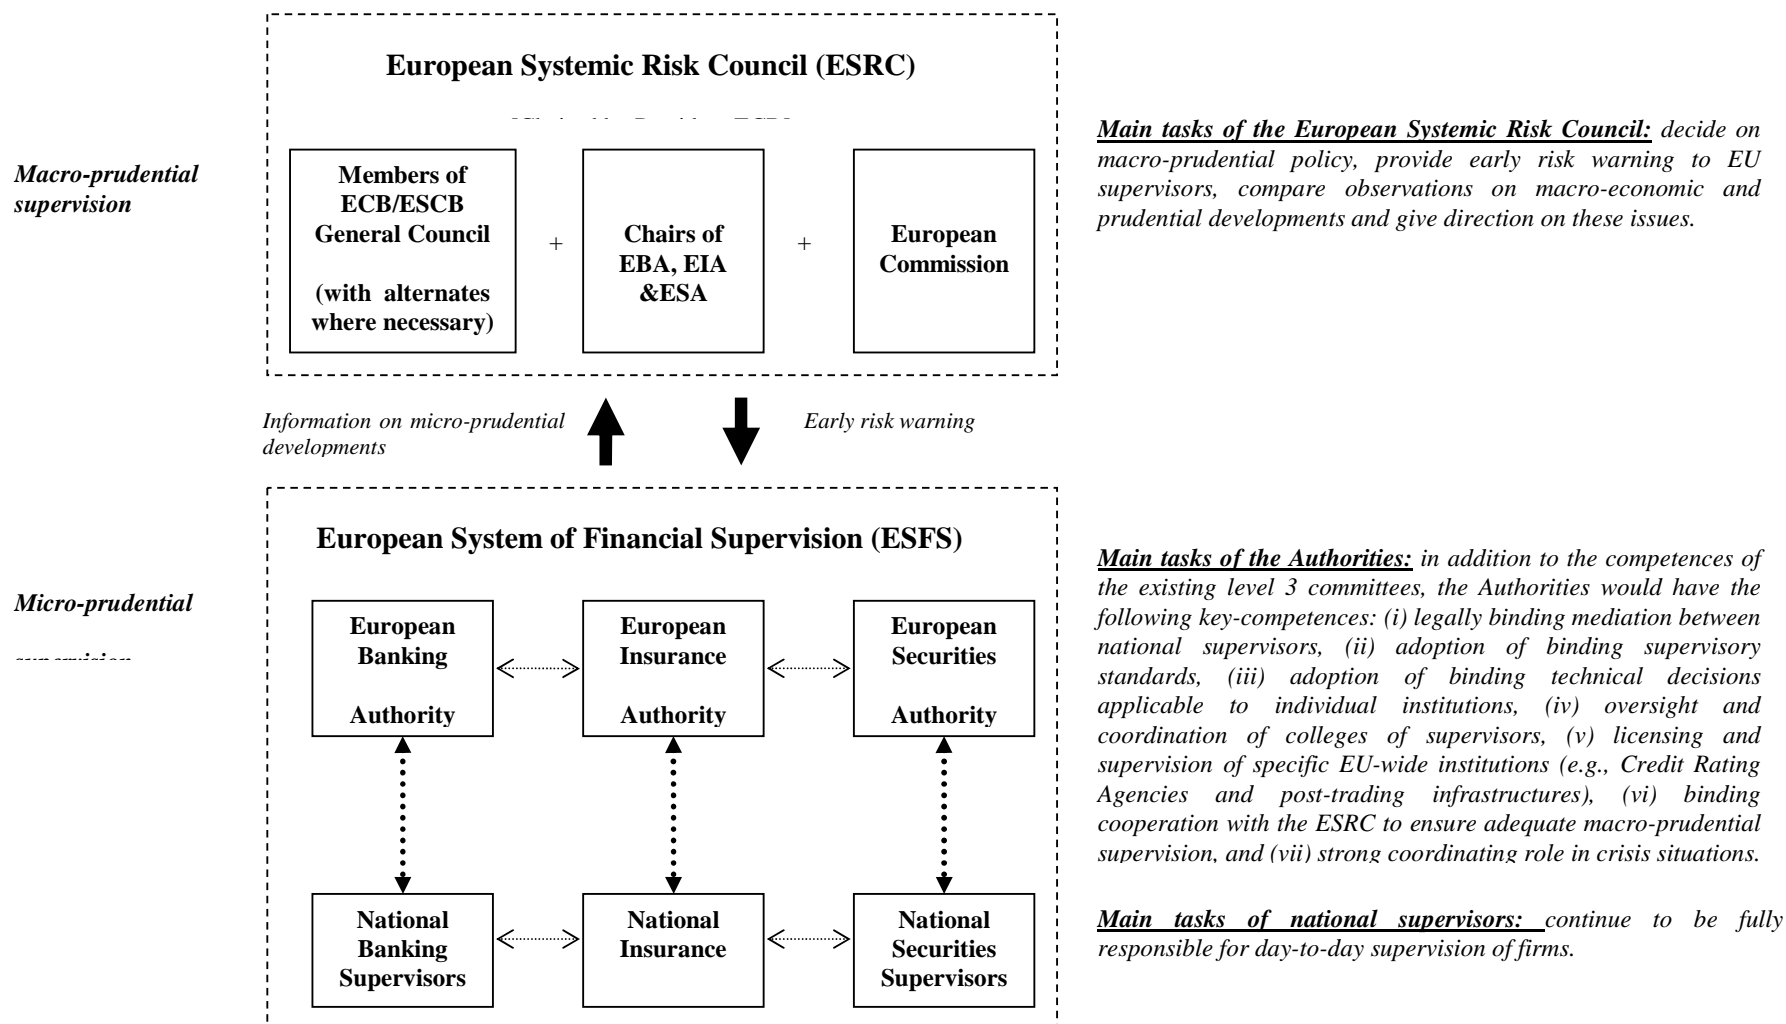 European Systemic Risk Council (ESRC)
Macro-prudential
supervision
Members of
ECB/ESCB
General Council
(with alternates
where necessary)
+
Chairs of
EBA, EIA
&ESA
+
European
Commission
Main tasks of the European Systemic Risk Council: decide on
macro-prudential policy, provide early risk warning to EU
supervisors, compare observations on macro-economic and
prudential developments and give direction on these issues.
Information on micro-prudential
developments
Early risk warning
European System of Financial Supervision (ESFS)
Micro-prudential
European
Banking
Authority
European
Insurance
Authority
European
Securities
Authority
Main tasks of the Authorities: in addition to the competences of
the existing level 3 committees, the Authorities would have the
following key-competences: (i) legally binding mediation between
national supervisors, (ii) adoption of binding supervisory
standards, (iii) adoption of binding technical decisions
applicable to individual institutions, (iv) oversight and
coordination of colleges of supervisors, (v) licensing and
supervision of specific EU-wide institutions (e.g., Credit Rating
Agencies and post-trading infrastructures), (vi) binding
cooperation with the ESRC to ensure adequate macro-prudential
supervision, and (vii) strong coordinating role in crisis situations.
National
Banking
Supervisors
National
Insurance
National
Securities
Supervisors
Main tasks of national supervisors: continue to be fully
responsible for day-to-day supervision of firms.